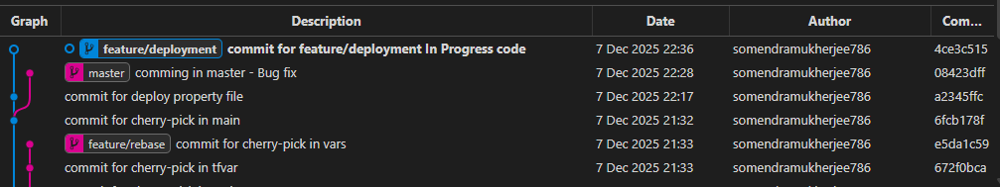 Graph Description Date Author Com...
feature/deployment commit for feature/deployment In Progress code 7 Dec 2025 22:36 somendramukherjee786 4ce3c515
master comming in master - Bug fix 7 Dec 2025 22:28 somendramukherjee786 08423dff
commit for deploy property file 7 Dec 2025 22:17 somendramukherjee786 a2345ffc
commit for cherry-pick in main 7 Dec 2025 21:32 somendramukherjee786 6fcb178f
feature/rebase commit for cherry-pick in vars 7 Dec 2025 21:33 somendramukherjee786 e5da1c59
commit for cherry-pick in tfvar 7 Dec 2025 21:33 somendramukherjee786 672f0bca